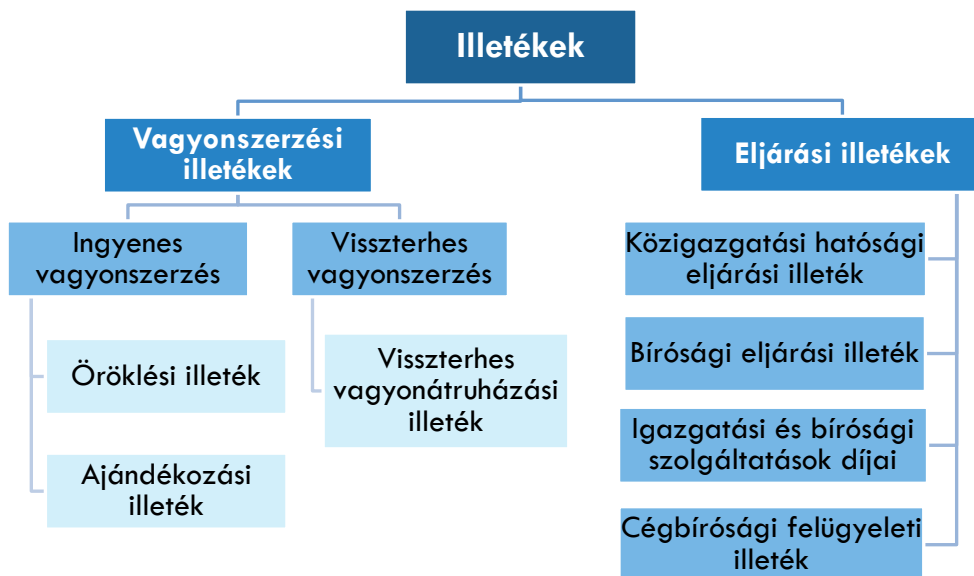 Illetékek
Vagyonszerzési
illetékek
Eljárási illetékek
Ingyenes
vagyonszerzés
Visszterhes
vagyonszerzés
Öröklési illeték
Ajándékozási
illeték
Visszterhes
vagyonátruházási
illeték
Közigazgatási hatósági
eljárási illeték
Bírósági eljárási illeték
Igazgatási és bírósági
szolgáltatások díjai
Cégbírósági felügyeleti
illeték